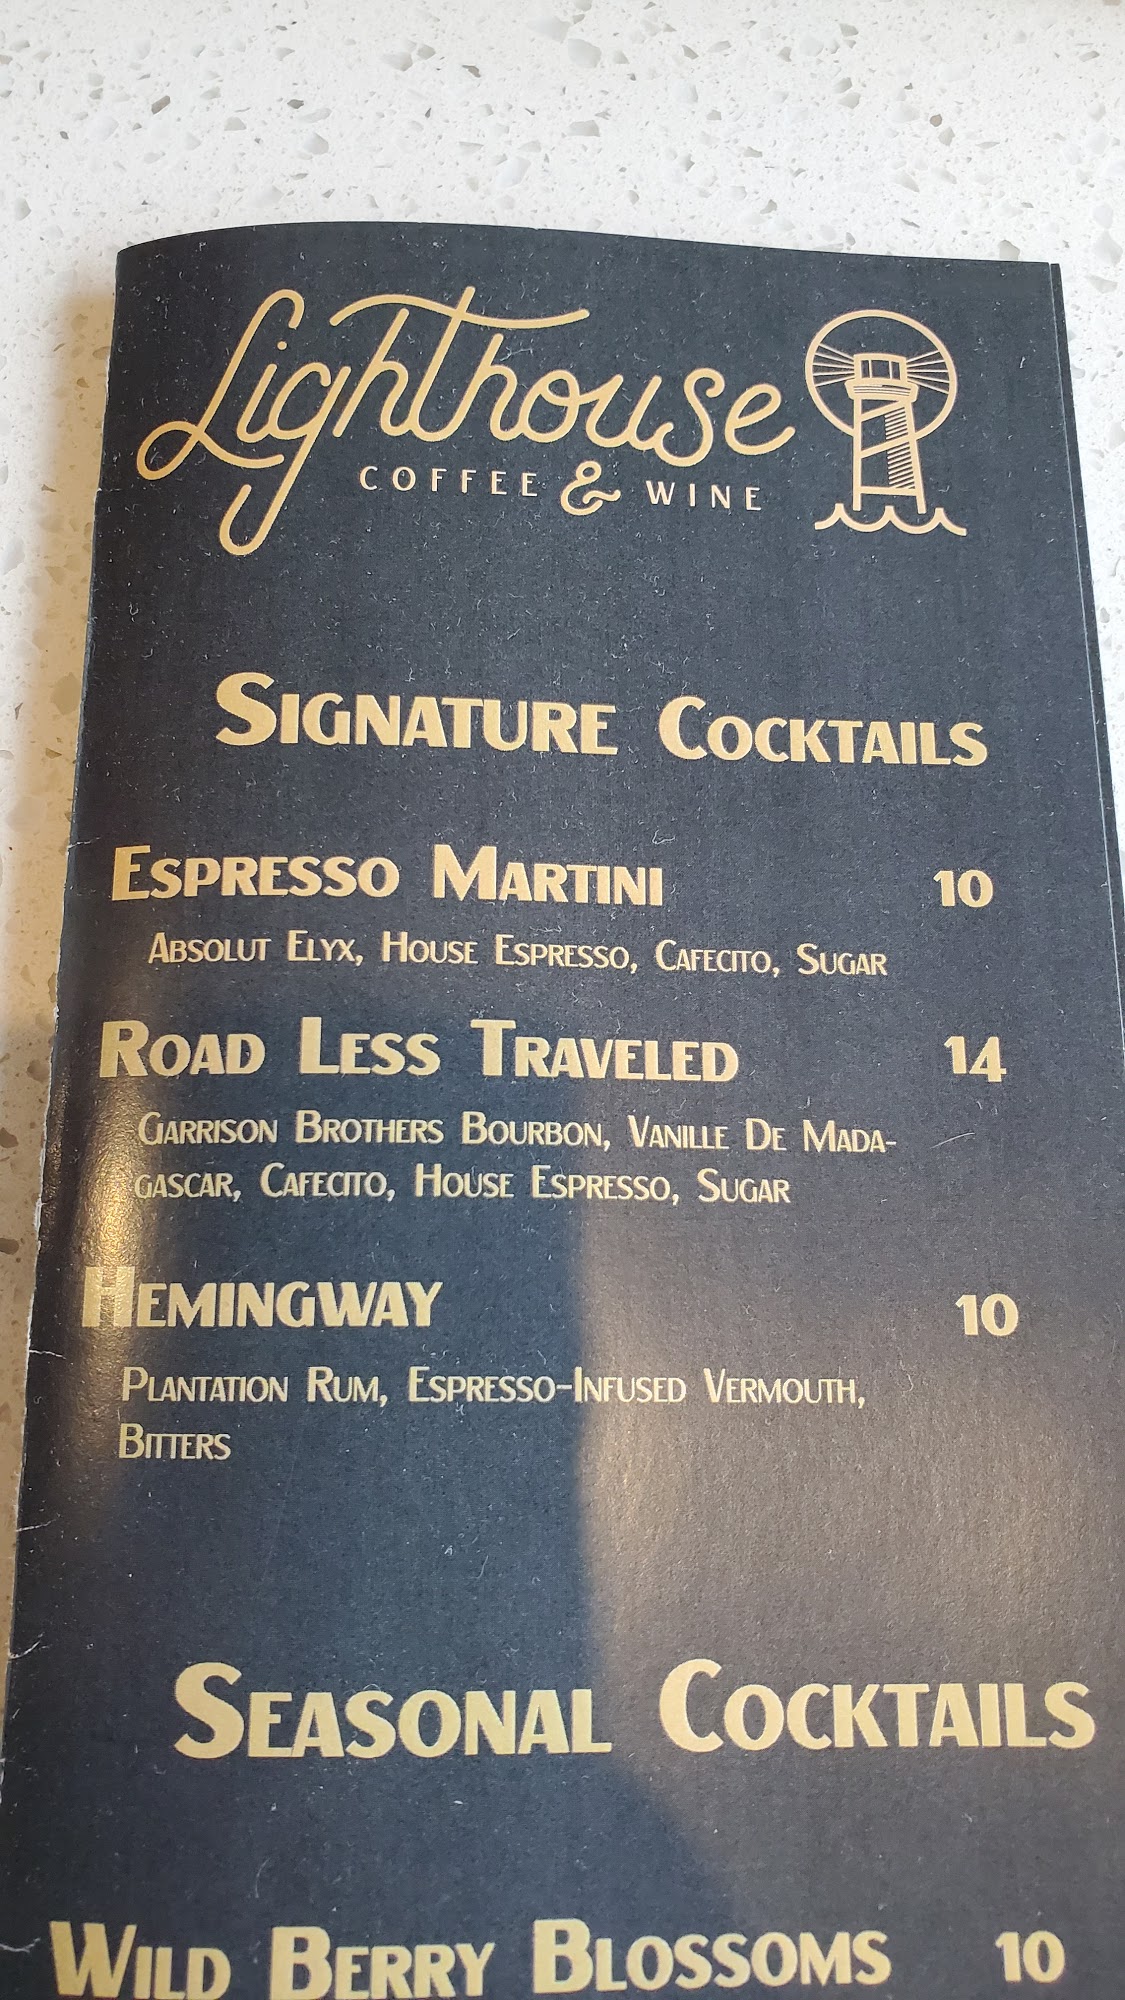 Lighthouse
COFFEE & WINE
SIGNATURE COCKTAILS
ESPRESSO MARTINI 10
ABSOLUT ELYX, HOUSE ESPRESSO, CAFECITO, SUGAR
ROAD LESS TRAVELED 14
GARRISON BROTHERS BOURBON, VANILLE DE MADA-
GASCAR, CAFECITO, HOUSE ESPRESSO, SUGAR
HEMINGWAY 10
PLANTATION RUM, ESPRESSO-INFUSED VERMOUTH,
BITTERS
SEASONAL COCKTAILS
WILD BERRY BLOSSOMS 10